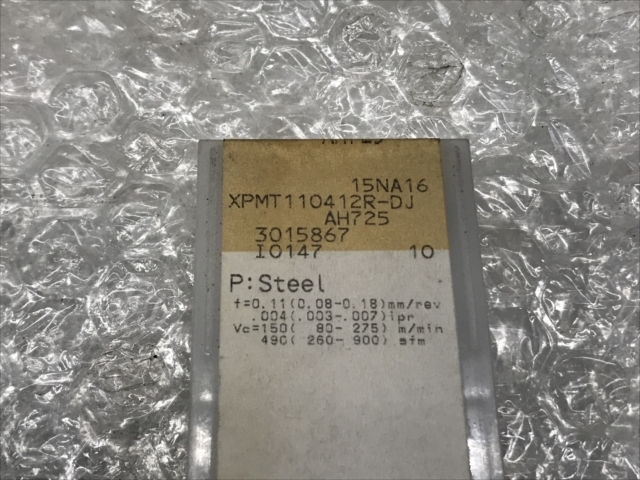 15NA16
XPMT110412R-DJ
AH725
3015867
I0147 10
P:Steel
f=0.11(0.08-0.18)mm/rev
.004(.003-.007)ipr
Vc=150( 80- 275) m/min
490( 260- 900) sfm